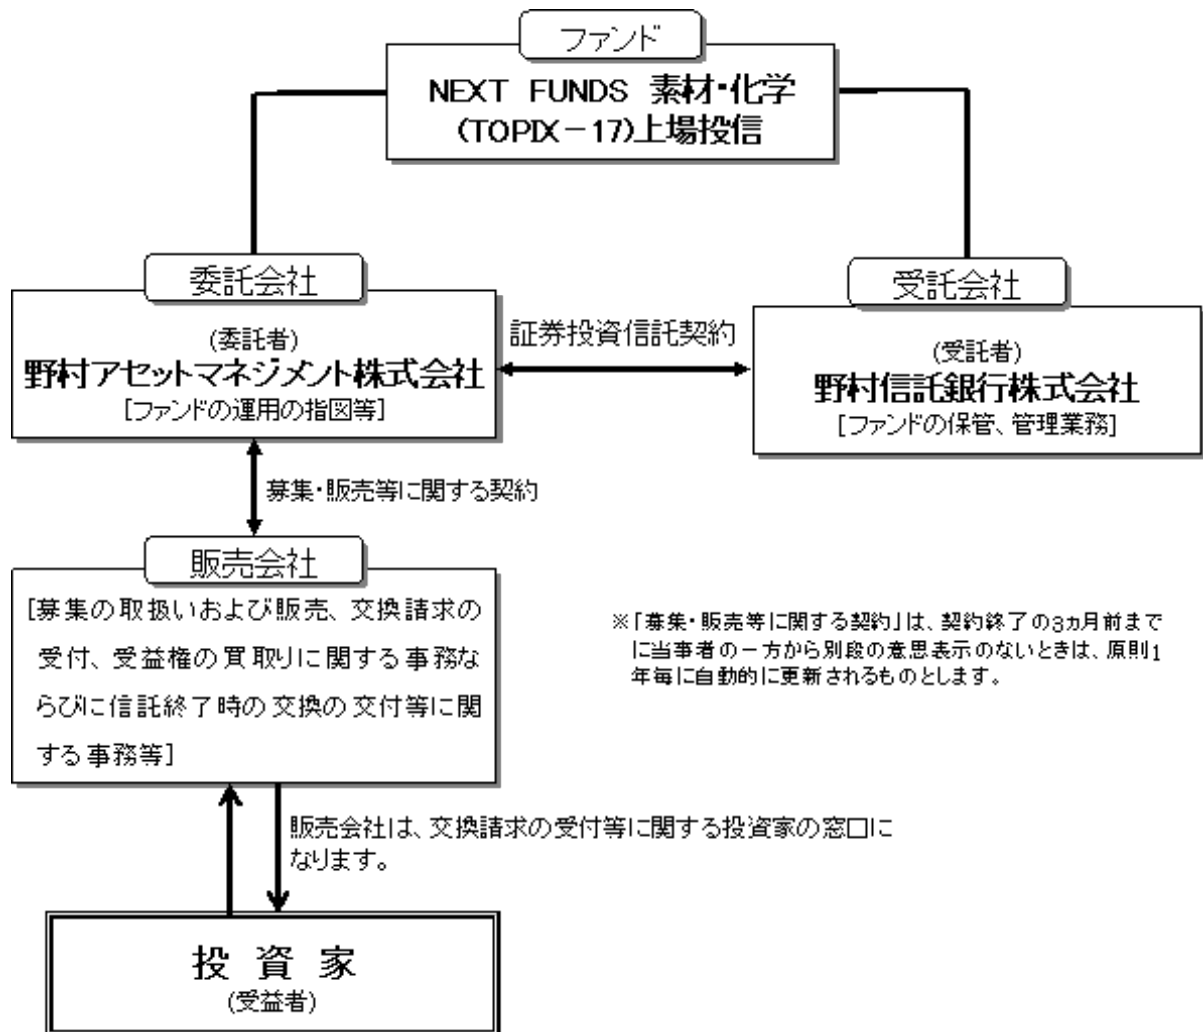 ファンド
NEXT FUNDS 素材・化学
(TOPIX－17)上場投信
委託会社
(委託者)
野村アセットマネジメント株式会社
[ファンドの運用の指図等]
証券投資信託契約
受託会社
(受託者)
野村信託銀行株式会社
[ファンドの保管、管理業務]
募集・販売等に関する契約
販売会社
[募集の取扱いおよび販売、交換請求の
受付、受益権の買取りに関する事務な
らびに信託終了時の交換の交付等に関
する事務等]
※「募集・販売等に関する契約」は、契約終了の3ヵ月前まで
に当事者の一方から別段の意思表示のないときは、原則1
年毎に自動的に更新されるものとします。
販売会社は、交換請求の受付等に関する投資家の窓口に
なります。
投 資 家
(受益者)